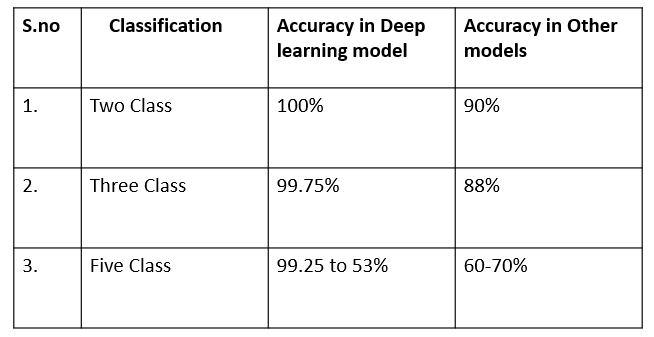 S.no Classification Accuracy in Deep learning model Accuracy in Other models
1. Two Class 100% 90%
2. Three Class 99.75% 88%
3. Five Class 99.25 to 53% 60-70%